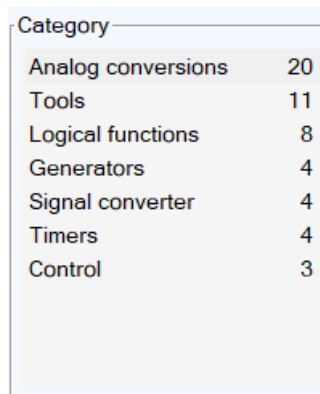 Category
Analog conversions 20
Tools 11
Logical functions 8
Generators 4
Signal converter 4
Timers 4
Control 3